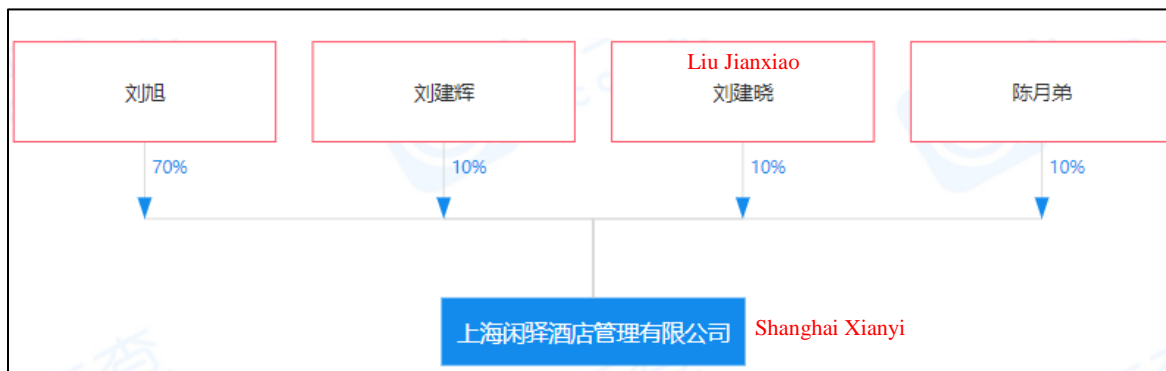 Liu Jianxiao
刘旭
刘建辉
刘建晓
陈月弟
70%
10%
10%
10%
上海闲驿酒店管理有限公司
Shanghai Xianyi